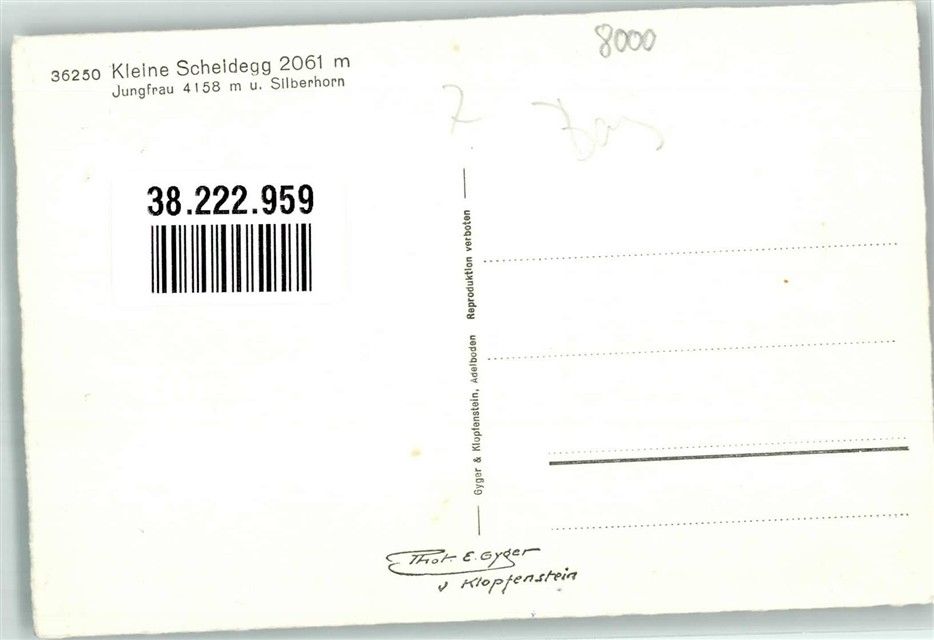 8000
36250 Kleine Scheidegg 2061 m
Jungfrau 4158 m u. Silberhorn
38.222.959
Gyger & Klopfenstein, Adelboden Reproduktion verboten
Phot. E. Gyger
Klopfenstein